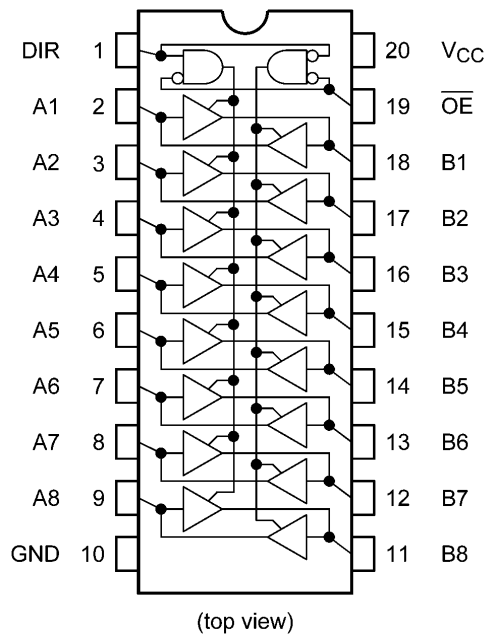 DIR 1 20 VCC
A1 2 19 O̅E̅
A2 3 18 B1
A3 4 17 B2
A4 5 16 B3
A5 6 15 B4
A6 7 14 B5
A7 8 13 B6
A8 9 12 B7
GND 10 11 B8
(top view)